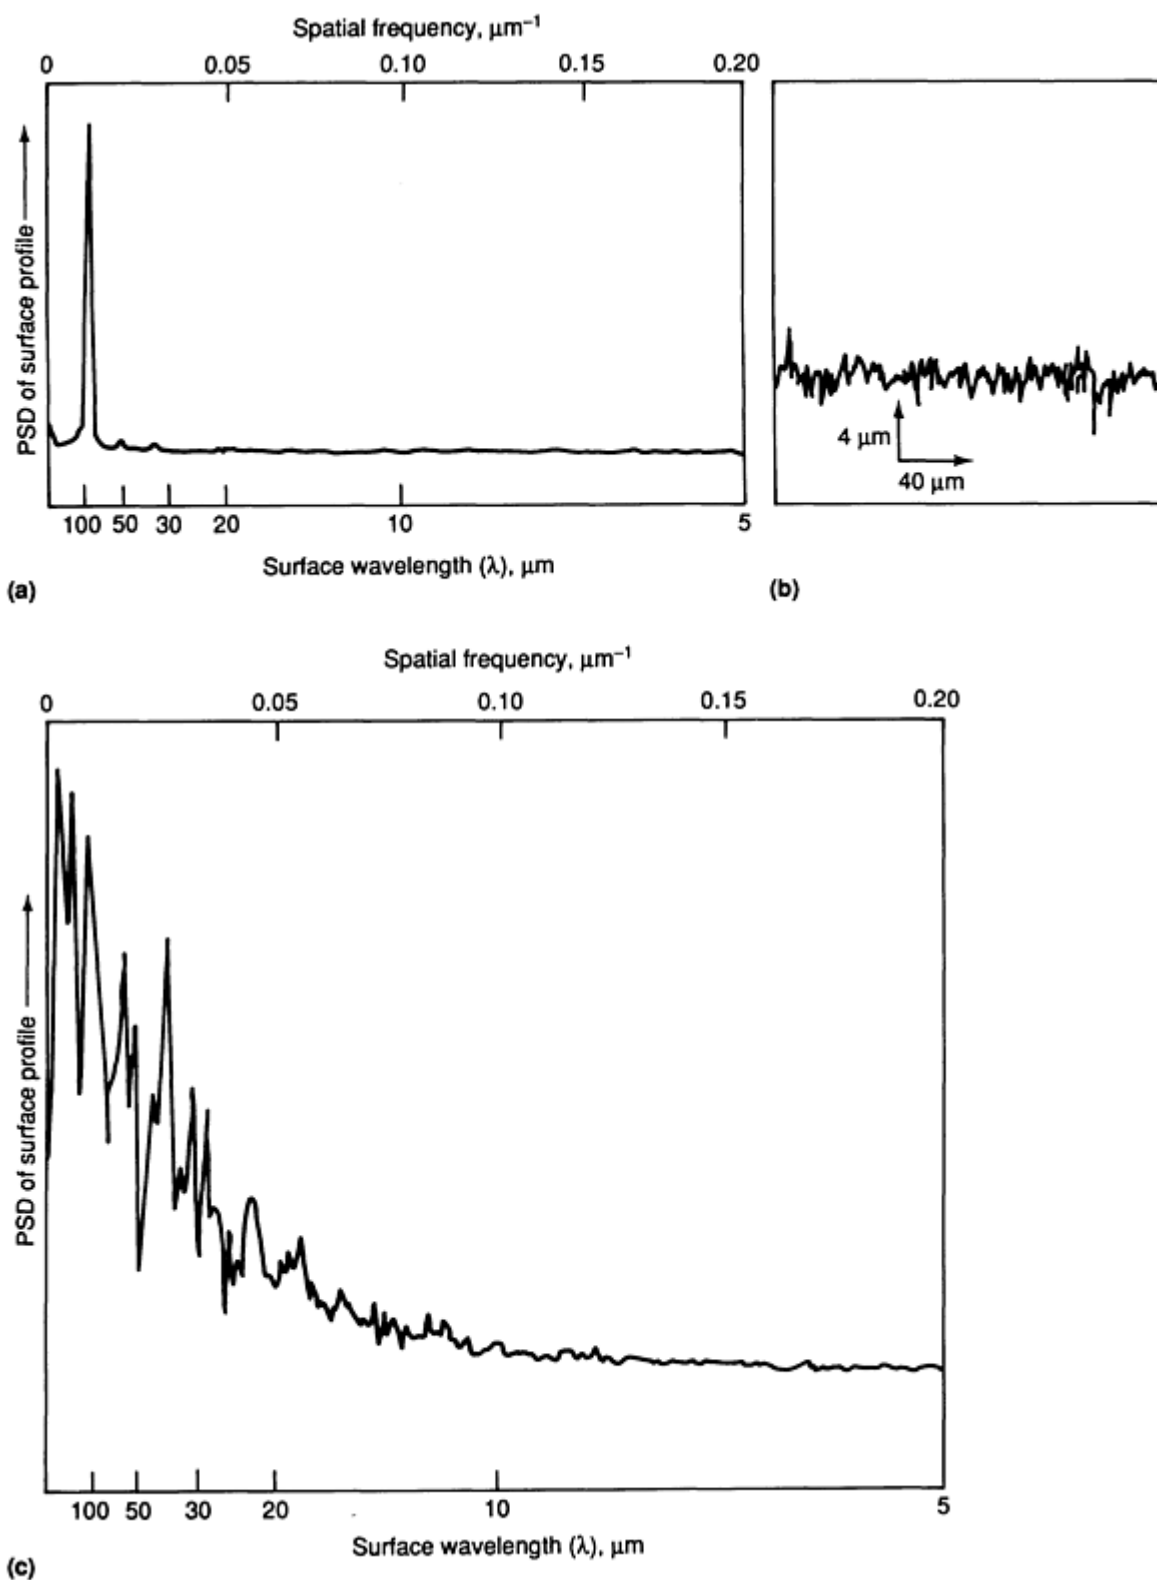 Spatial frequency, μm⁻¹
0 0.05 0.10 0.15 0.20
PSD of surface profile
100 50 30 20 10 5
Surface wavelength (λ), μm
(a)
4 μm
40 μm
(b)
Spatial frequency, μm⁻¹
0 0.05 0.10 0.15 0.20
PSD of surface profile
100 50 30 20 10 5
Surface wavelength (λ), μm
(c)